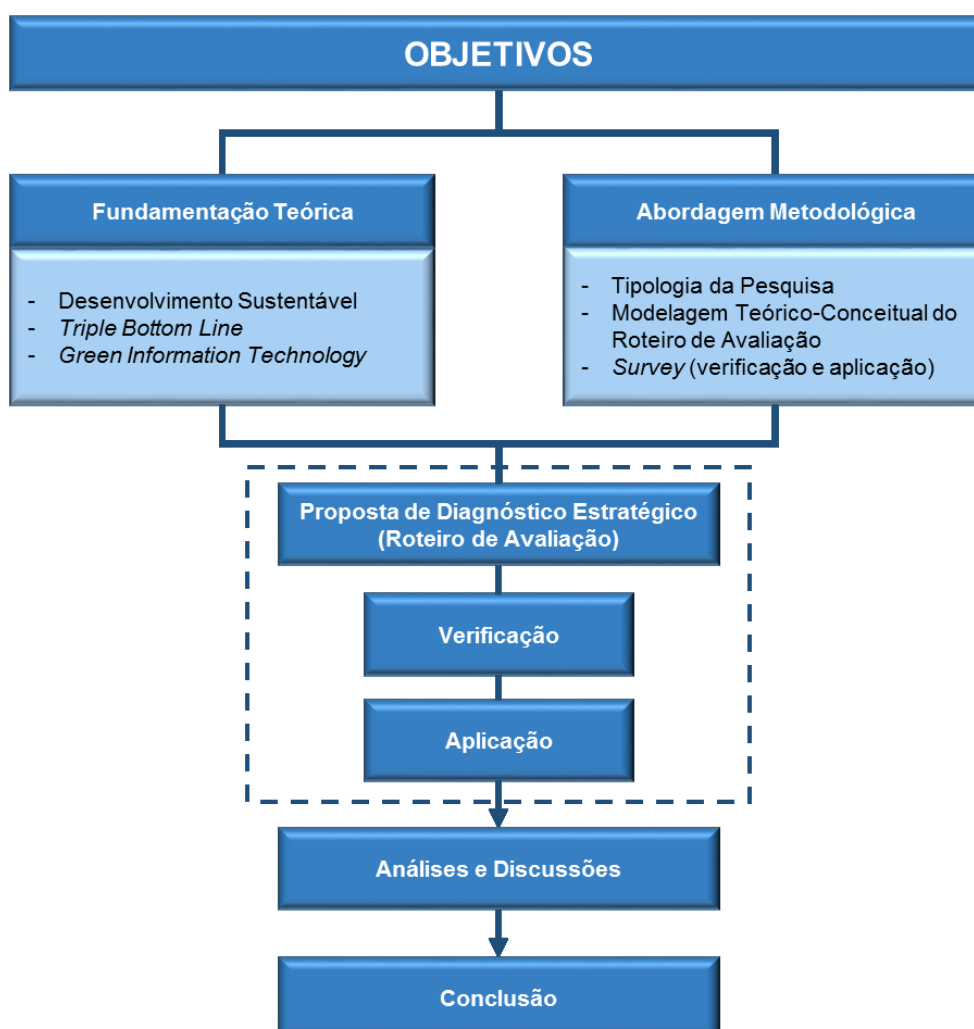 OBJETIVOS
Fundamentação Teórica
- Desenvolvimento Sustentável
- Triple Bottom Line
- Green Information Technology
Abordagem Metodológica
- Tipologia da Pesquisa
- Modelagem Teórico-Conceitual do
Roteiro de Avaliação
- Survey (verificação e aplicação)
Proposta de Diagnóstico Estratégico
(Roteiro de Avaliação)
Verificação
Aplicação
Análises e Discussões
Conclusão